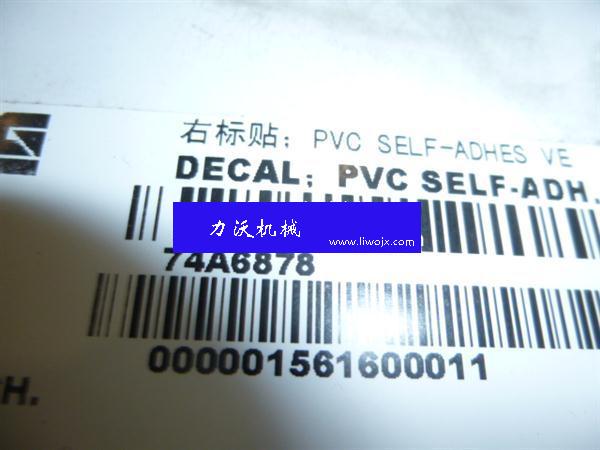 右标贴; PVC SELF-ADHES VE
DECAL; PVC SELF-ADH.
力沃机械
www.liwojx.com
74A6878
000001561600011
H.